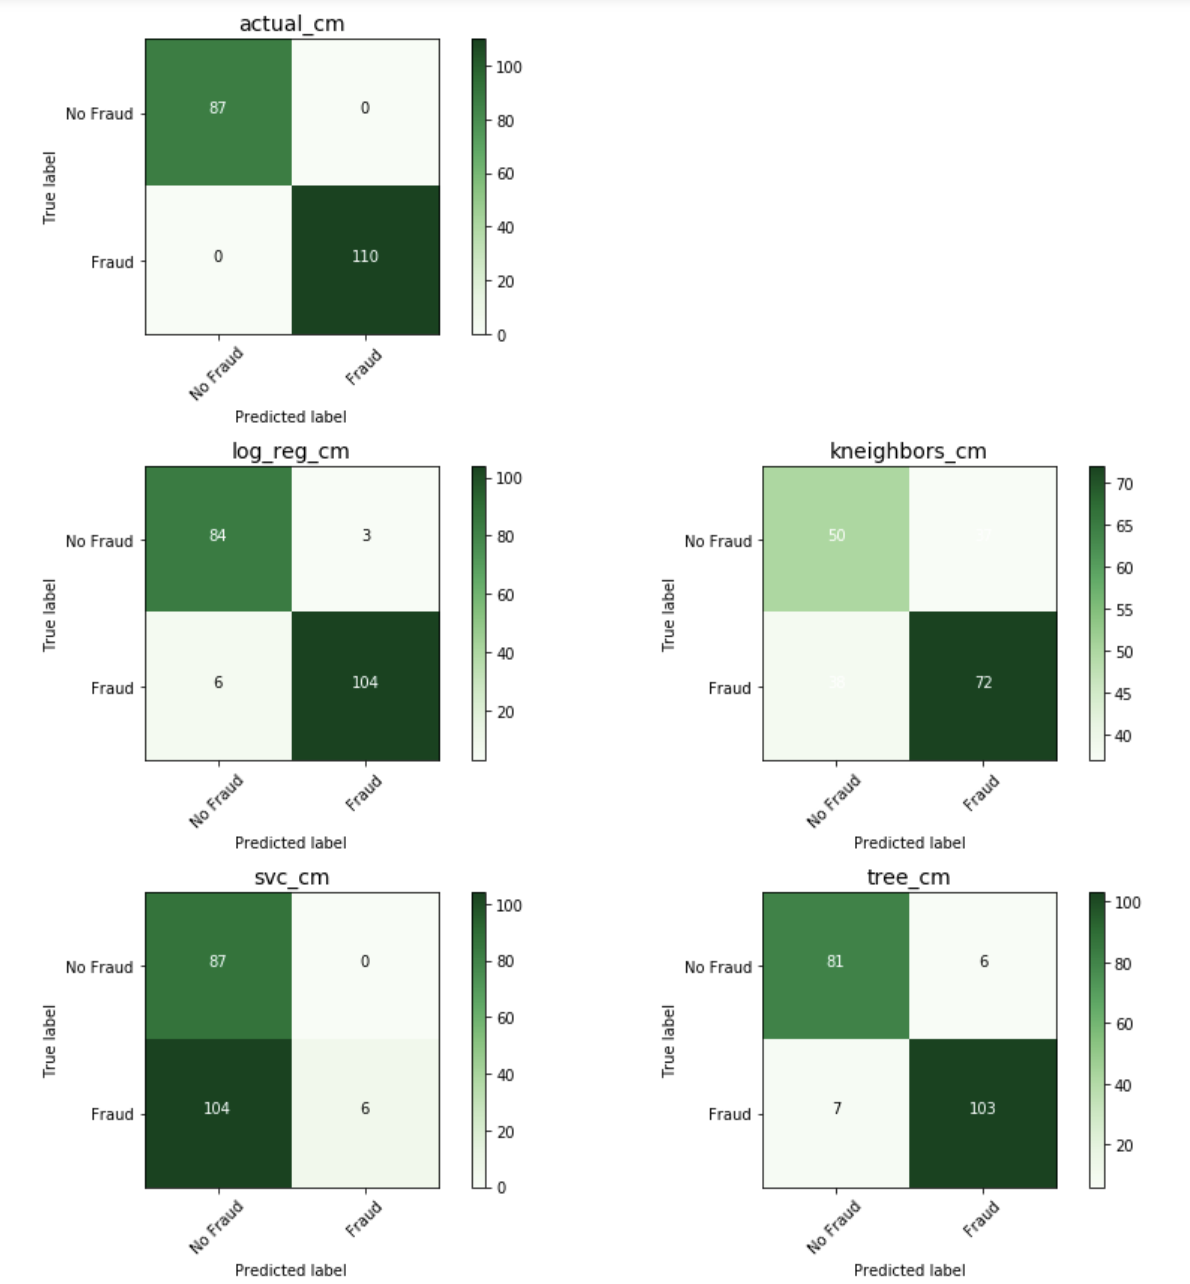 actual_cm
100
80
60
40
20
0
No Fraud
Fraud
True label
87
0
0
110
No Fraud
Fraud
Predicted label
log_reg_cm
100
80
60
40
20
No Fraud
Fraud
True label
84
3
6
104
No Fraud
Fraud
Predicted label
kneighbors_cm
70
65
60
55
50
45
40
No Fraud
Fraud
True label
50
38
72
No Fraud
Fraud
Predicted label
svc_cm
100
80
60
40
20
0
No Fraud
Fraud
True label
87
0
104
6
No Fraud
Fraud
Predicted label
tree_cm
100
80
60
40
20
No Fraud
Fraud
True label
81
6
7
103
No Fraud
Fraud
Predicted label